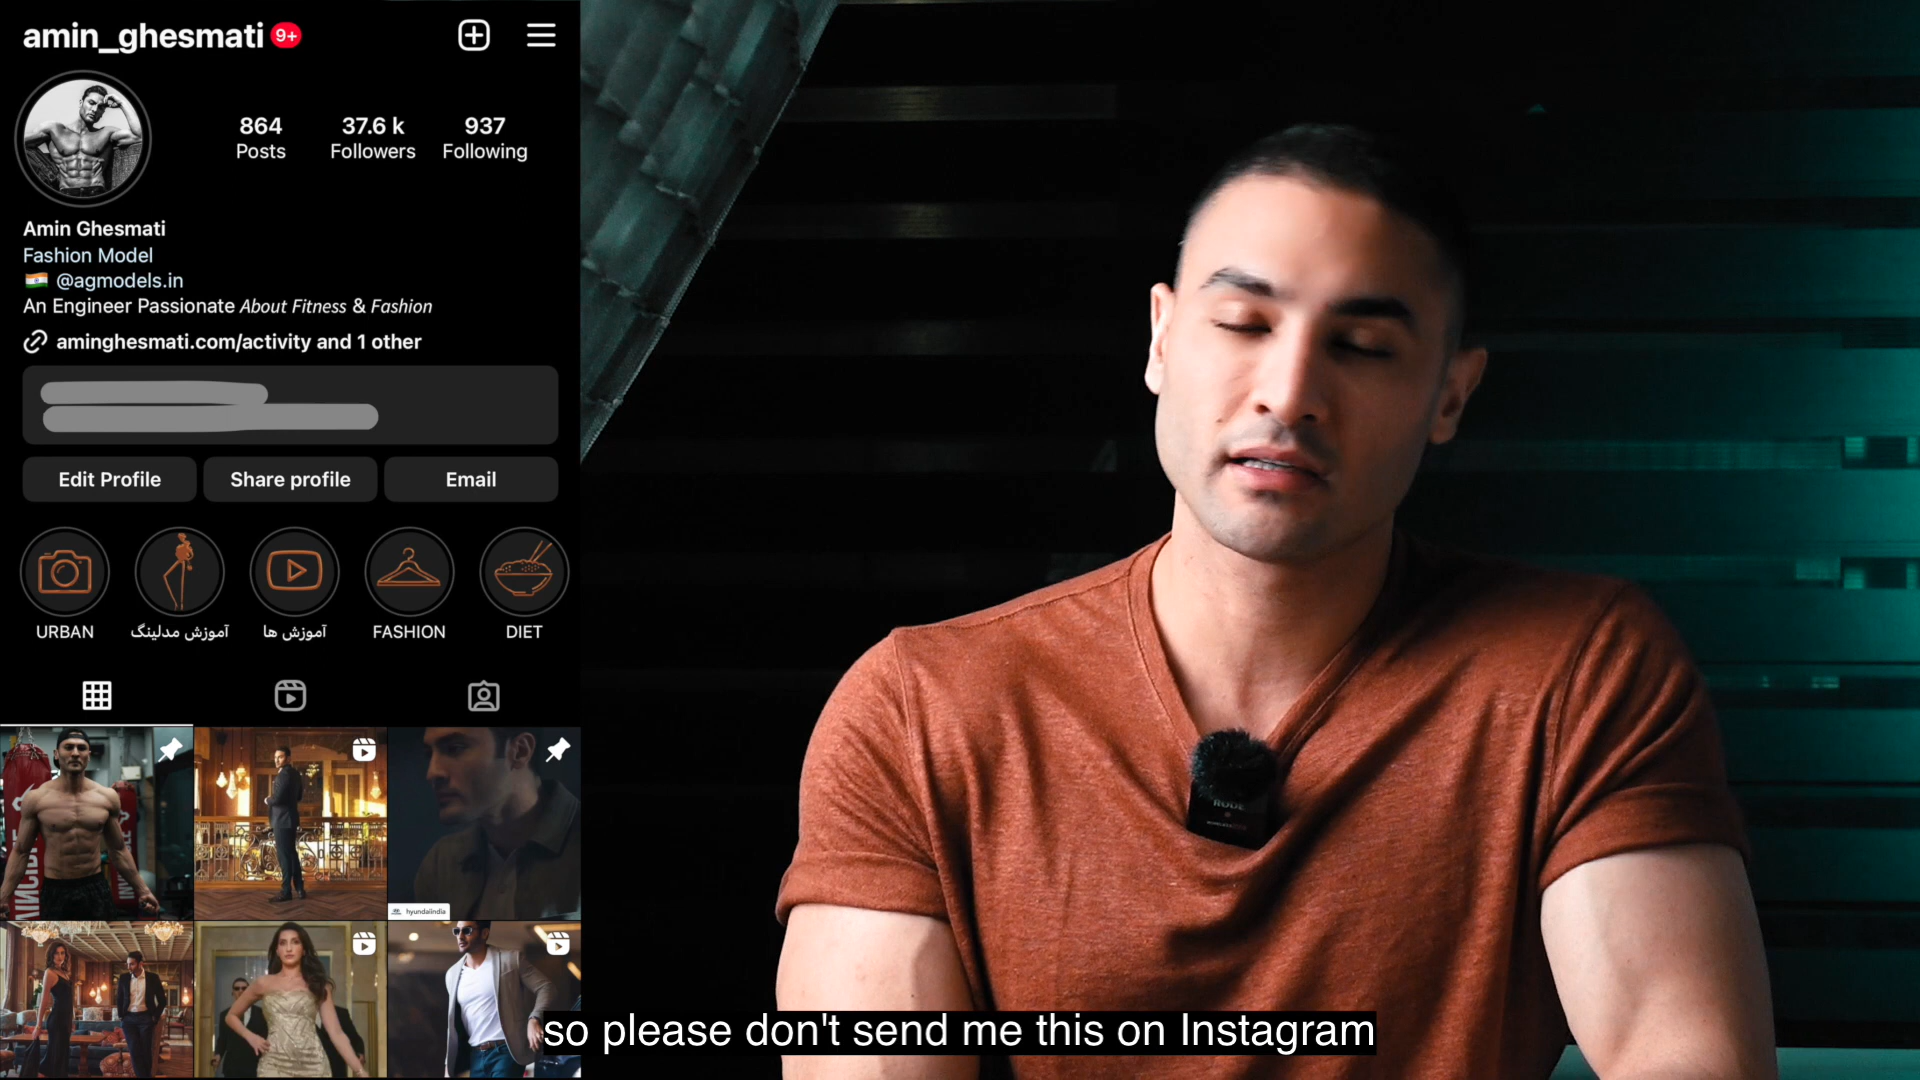 amin_ghesmati 9+
864
Posts
37.6 k
Followers
937
Following
Amin Ghesmati
Fashion Model
🇮🇳 @agmodels.in
An Engineer Passionate About Fitness & Fashion
aminghesmati.com/activity and 1 other
Edit Profile
Share profile
Email
URBAN
آموزش مدلینگ
آموزش ها
FASHION
DIET
hyundaiindia
RODE
so please don't send me this on Instagram